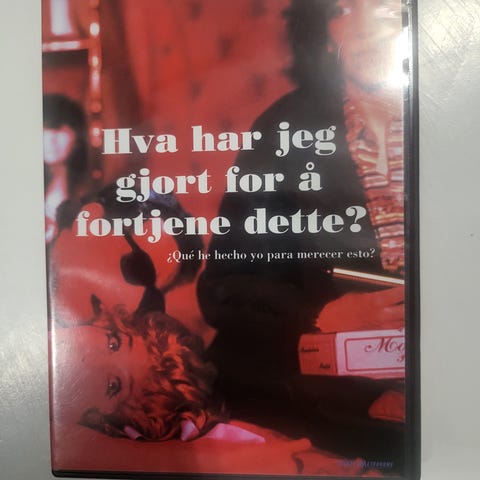 Hva har jeg
gjort for å
fortjene dette?
¿Qué he hecho yo para merecer esto?